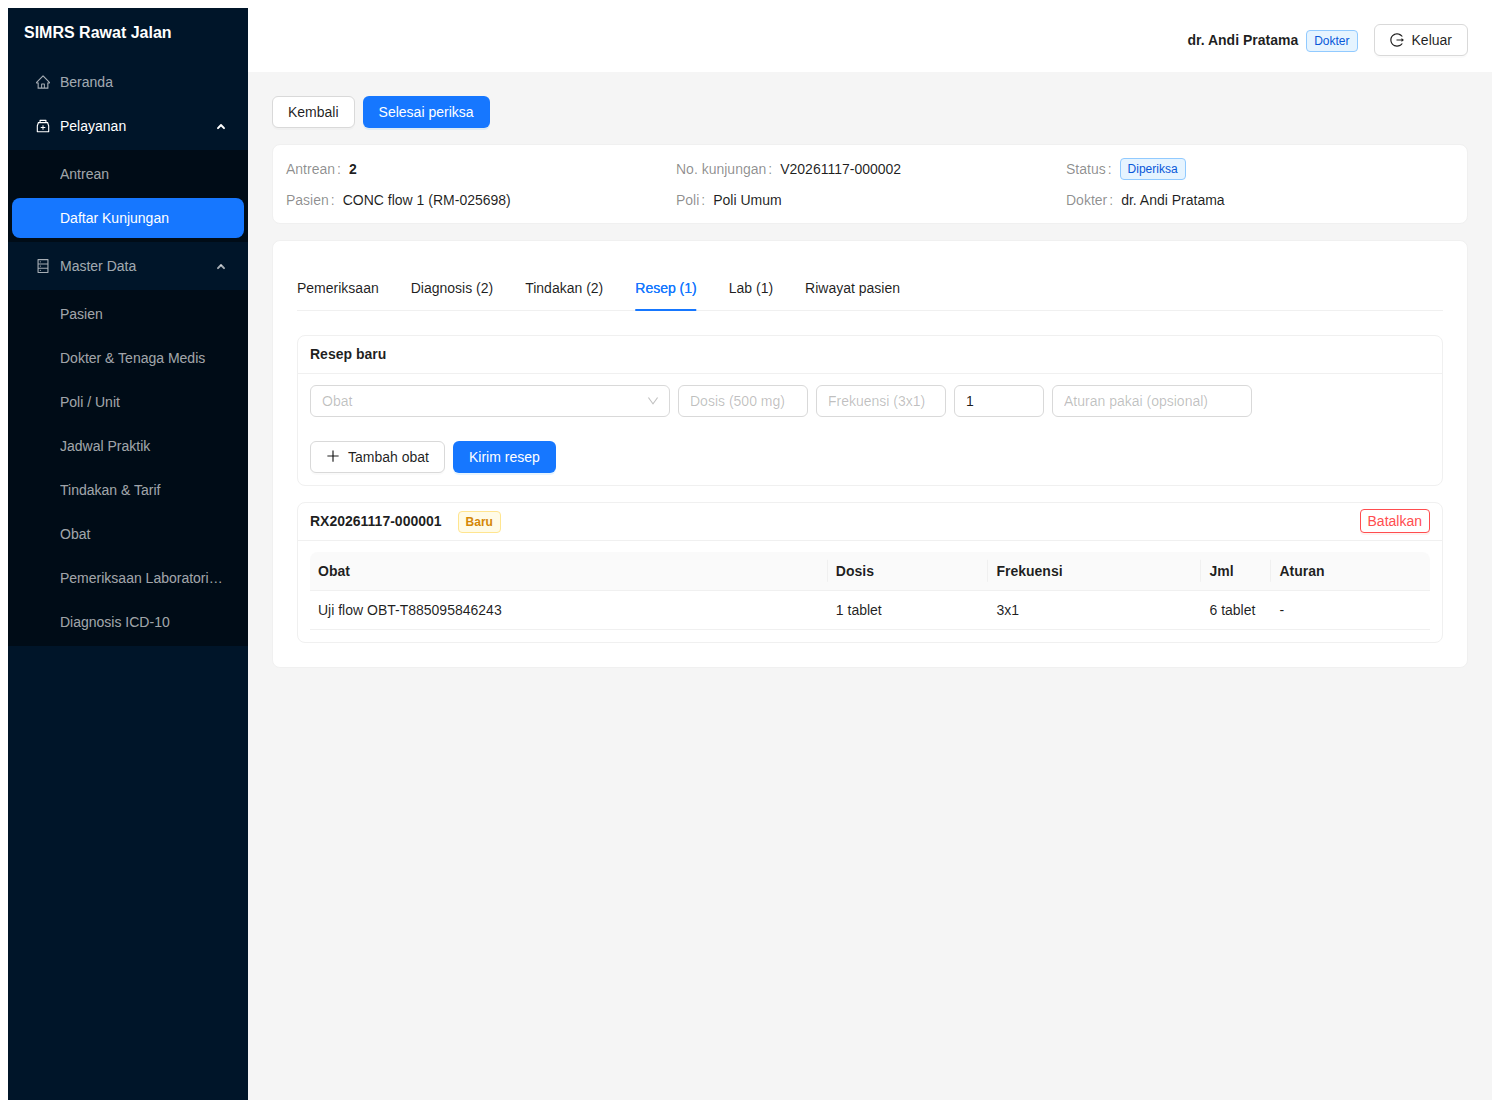 SIMRS Rawat Jalan
dr. Andi Pratama Dokter Keluar
Beranda
Pelayanan
Antrean
Daftar Kunjungan
Master Data
Pasien
Dokter & Tenaga Medis
Poli / Unit
Jadwal Praktik
Tindakan & Tarif
Obat
Pemeriksaan Laboratori...
Diagnosis ICD-10
Kembali Selesai periksa
Antrean : 2 No. kunjungan : V20261117-000002 Status : Diperiksa
Pasien : CONC flow 1 (RM-025698) Poli : Poli Umum Dokter : dr. Andi Pratama
Pemeriksaan Diagnosis (2) Tindakan (2) Resep (1) Lab (1) Riwayat pasien
Resep baru
Obat Dosis (500 mg) Frekuensi (3x1) 1 Aturan pakai (opsional)
Tambah obat Kirim resep
RX20261117-000001 Baru Batalkan
Obat Dosis Frekuensi Jml Aturan
Uji flow OBT-T885095846243 1 tablet 3x1 6 tablet -